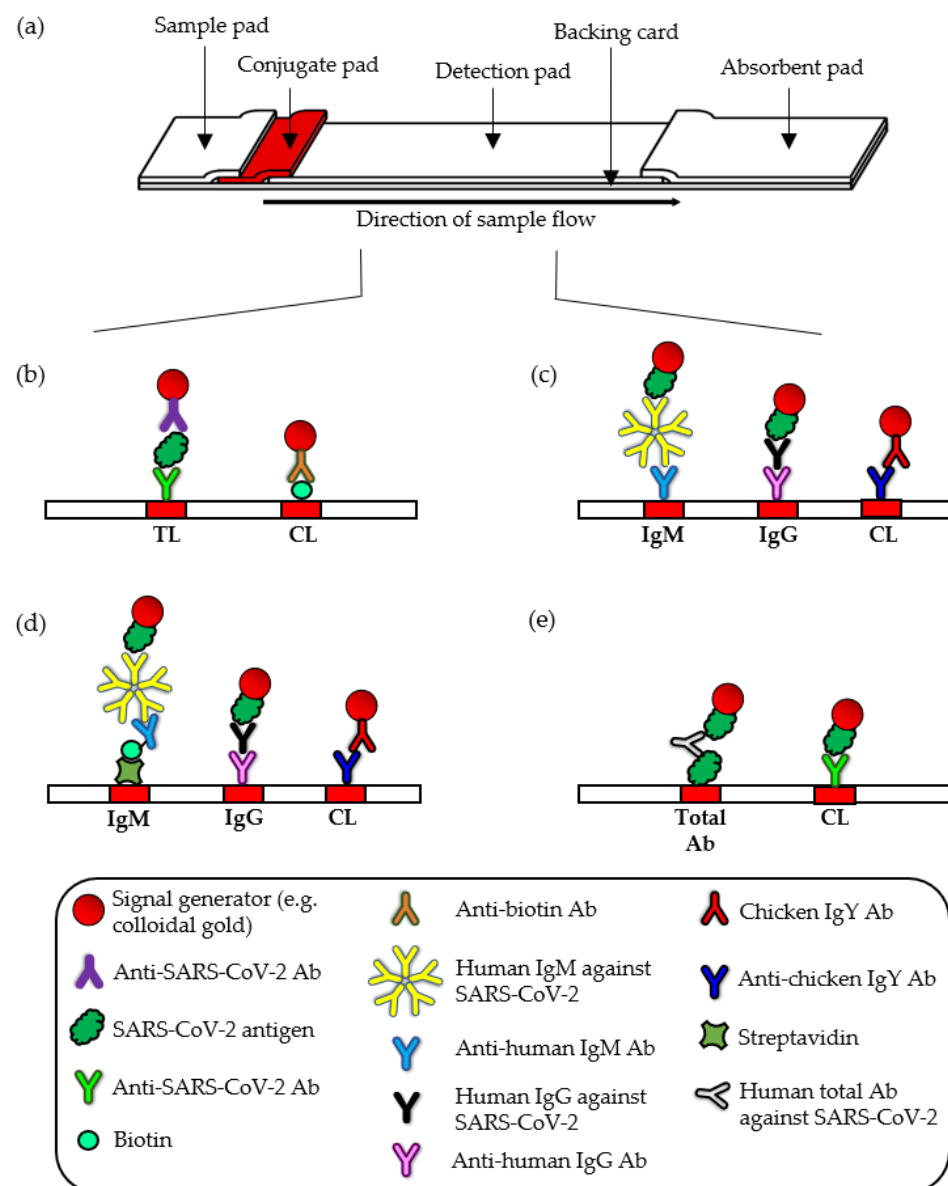 (a)
Sample pad
Conjugate pad
Detection pad
Backing card
Absorbent pad
Direction of sample flow
(b)
TL
CL
(c)
IgM
IgG
CL
(d)
IgM
IgG
CL
(e)
Total
Ab
CL
Signal generator (e.g.
colloidal gold)
Anti-SARS-CoV-2 Ab
SARS-CoV-2 antigen
Anti-SARS-CoV-2 Ab
Biotin
Anti-biotin Ab
Human IgM against
SARS-CoV-2
Anti-human IgM Ab
Human IgG against
SARS-CoV-2
Anti-human IgG Ab
Chicken IgY Ab
Anti-chicken IgY Ab
Streptavidin
Human total Ab
against SARS-CoV-2